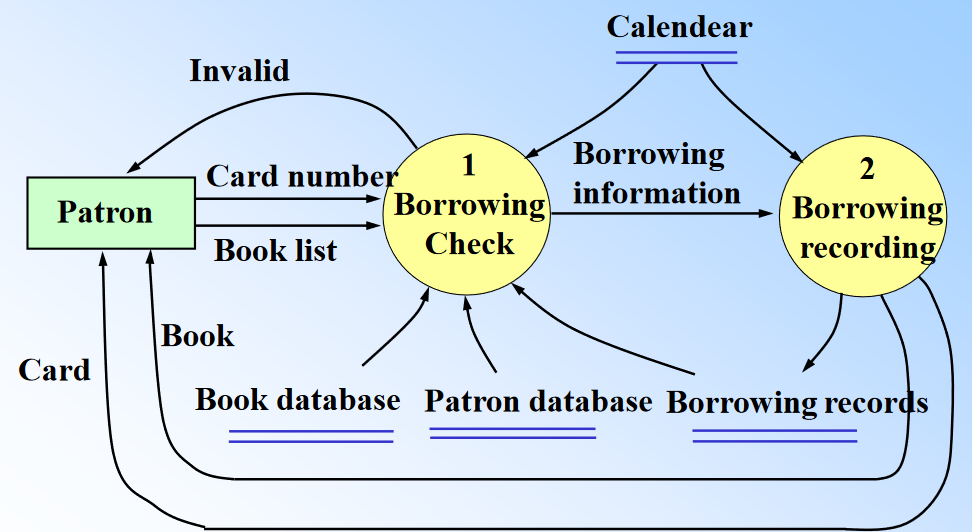 Calendear
Invalid
Card number
Patron
Book list
1
Borrowing
Check
Borrowing
information
2
Borrowing
recording
Book
Card
Book database
Patron database
Borrowing records